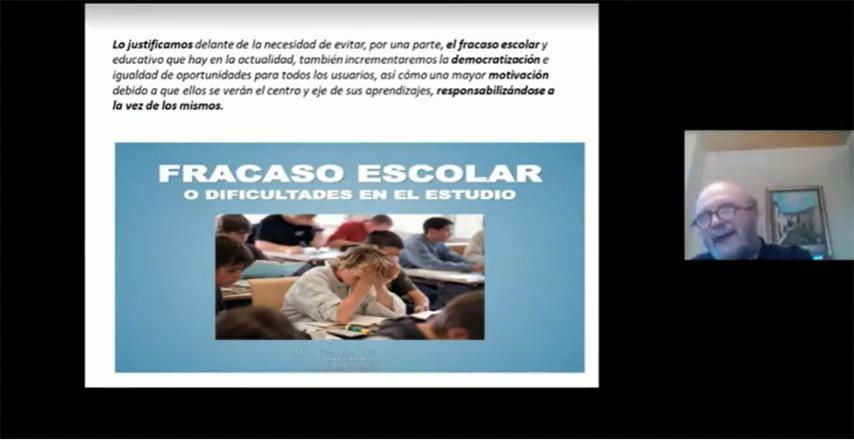 Lo justificamos delante de la necesidad de evitar, por una parte, el fracaso escolar y
educativo que hay en la actualidad, también incrementaremos la democratización e
igualdad de oportunidades para todos los usuarios, así cómo una mayor motivación
debido a que ellos se verán el centro y eje de sus aprendizajes, responsabilizándose a
la vez de los mismos.
FRACASO ESCOLAR
O DIFICULTADES EN EL ESTUDIO